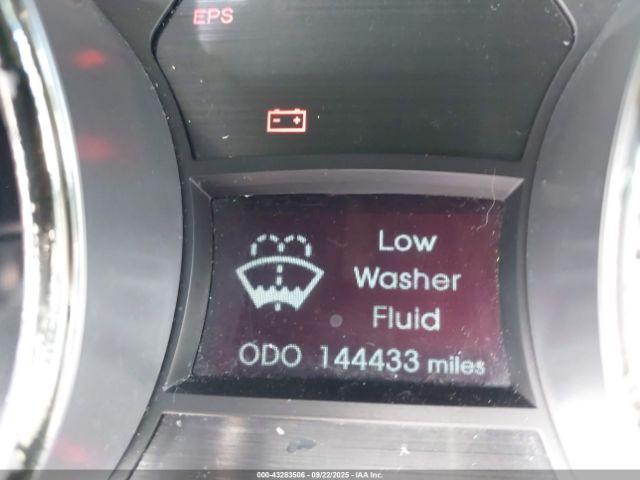 EPS
Low
Washer
Fluid
ODO 144433 miles
000-43283506 - 09/22/2025 - IAA Inc.